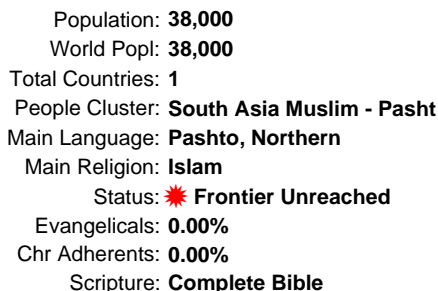 Population: 38,000
World Popl: 38,000
Total Countries: 1
People Cluster: South Asia Muslim - Pasht
Main Language: Pashto, Northern
Main Religion: Islam
Status: Frontier Unreached
Evangelicals: 0.00%
Chr Adherents: 0.00%
Scripture: Complete Bible